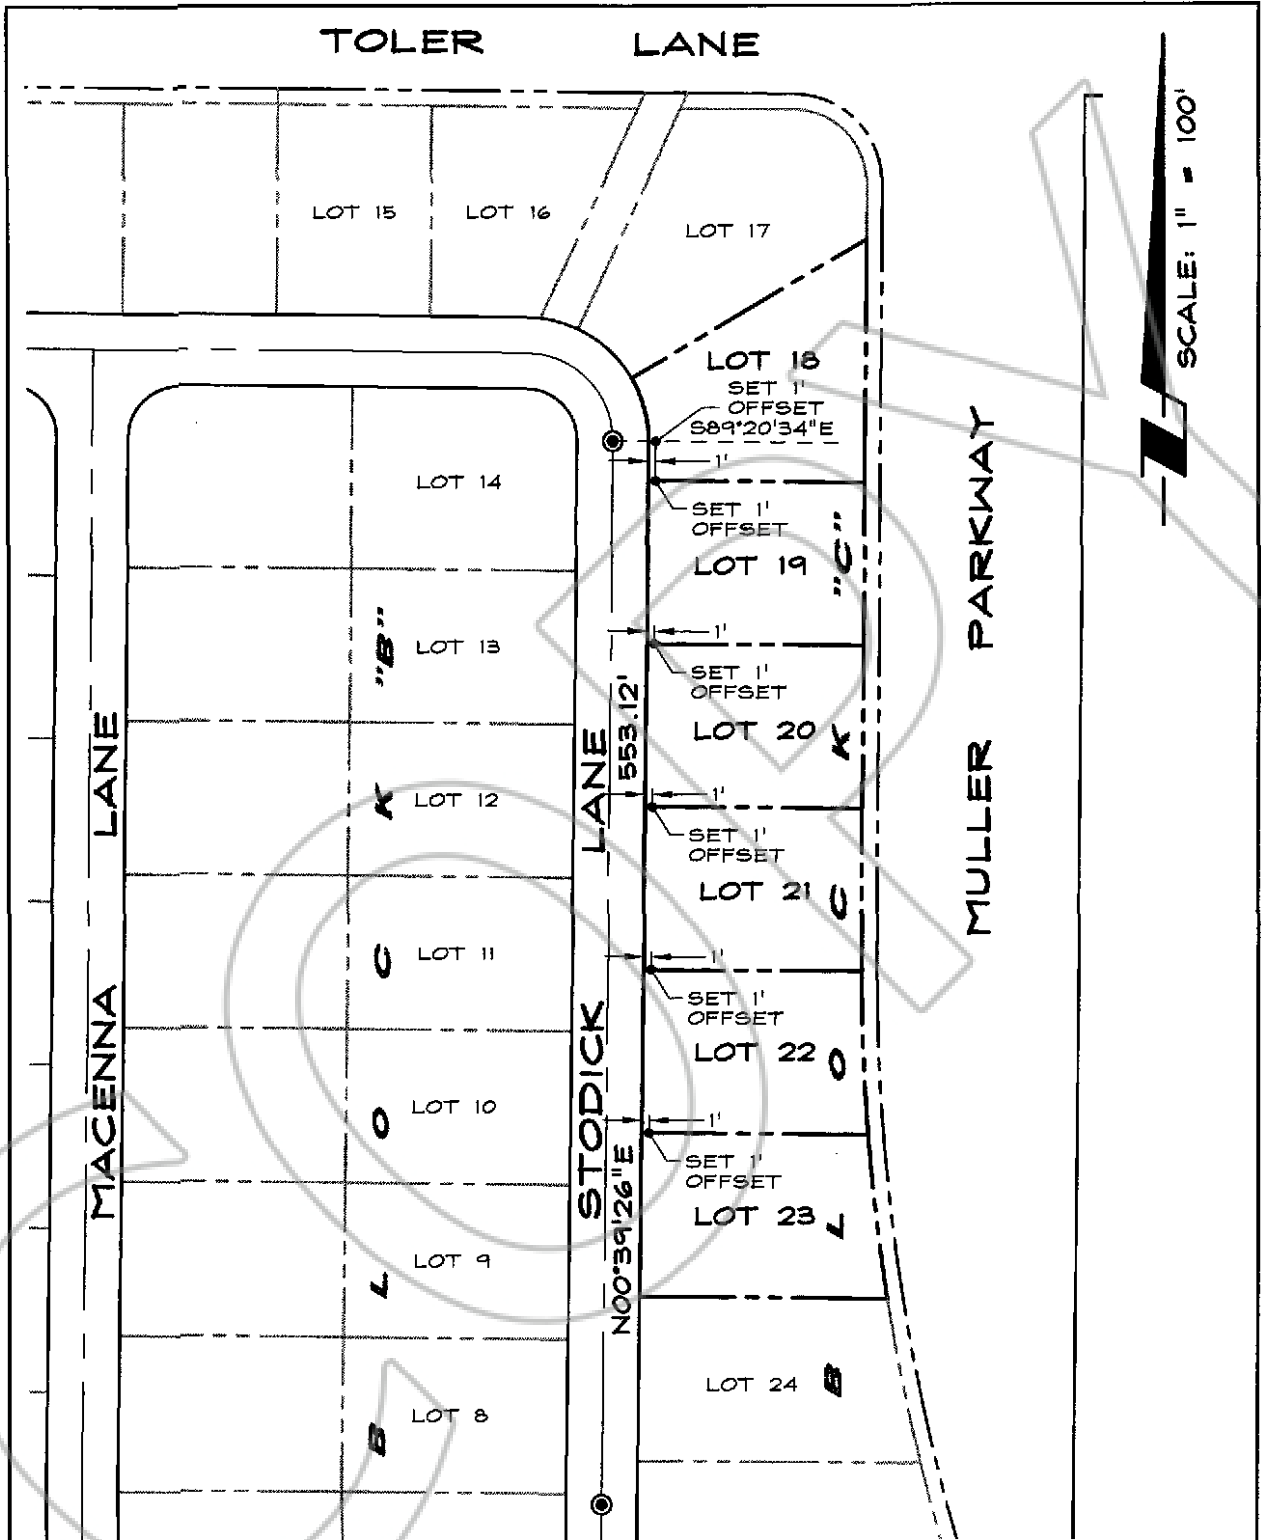 TOLER LANE
SCALE: 1" = 100'
LOT 15
LOT 16
LOT 17
LOT 18
SET 1'
OFFSET
S89°20'34"E
1'
LOT 14
SET 1'
OFFSET
LOT 19
"C"
1'
LOT 13
"B"
SET 1'
OFFSET
LOT 20
1'
LOT 12
SET 1'
OFFSET
LOT 21
1'
LOT 11
SET 1'
OFFSET
LOT 22
1'
LOT 10
SET 1'
OFFSET
LOT 23
LOT 9
LOT 24
LOT 8
BLOCK
BLOCK
MACENNA LANE
STODICK LANE
N00°39'26"E
553.12'
MULLER PARKWAY
COPY